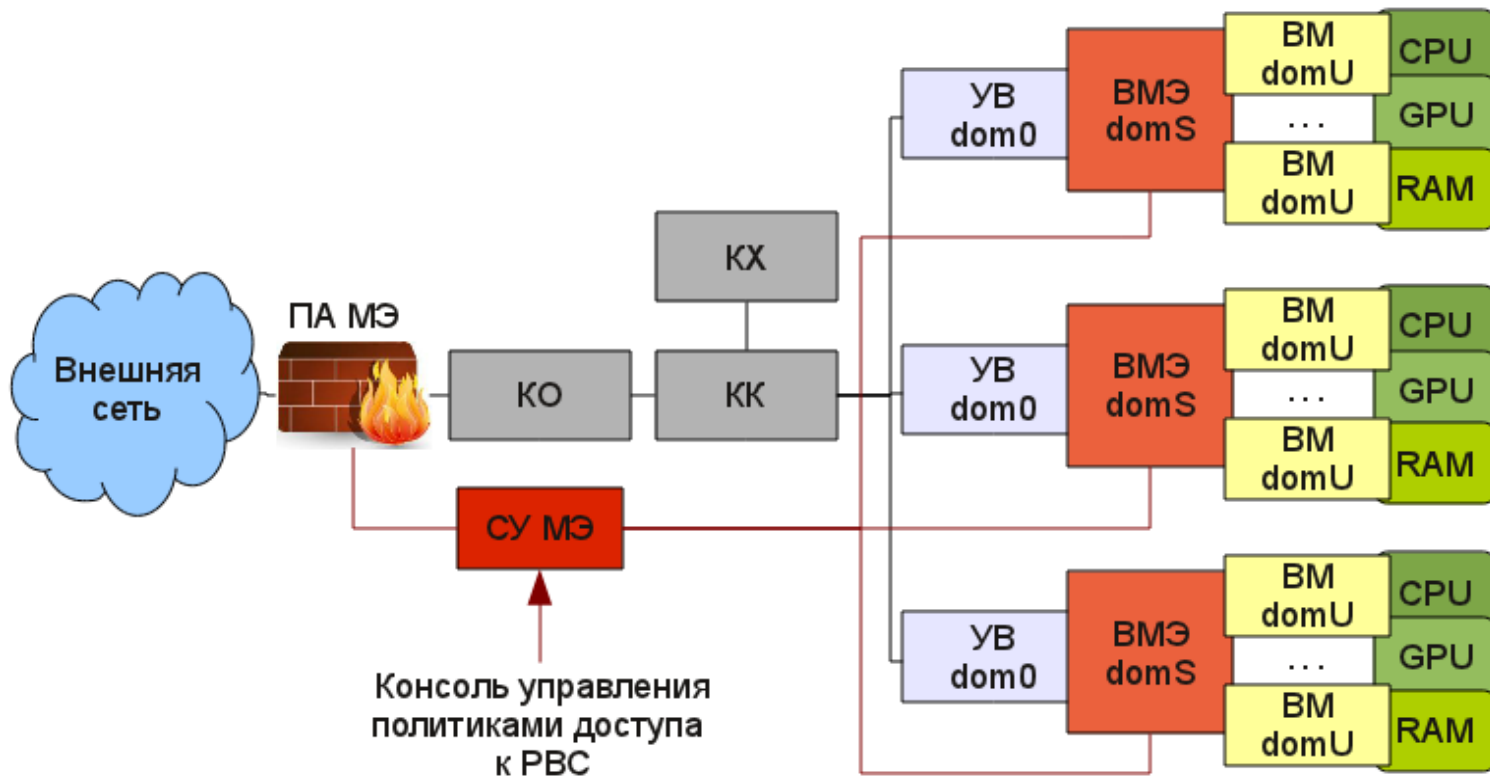 ВМ
domU
CPU
УВ
dom0
ВМЭ
domS
...
GPU
ВМ
domU
RAM
КХ
ПА МЭ
Внешняя
сеть
КО
КК
УВ
dom0
ВМЭ
domS
ВМ
domU
CPU
...
GPU
ВМ
domU
RAM
СУ МЭ
Консоль управления
политиками доступа
к РВС
УВ
dom0
ВМЭ
domS
ВМ
domU
CPU
...
GPU
ВМ
domU
RAM